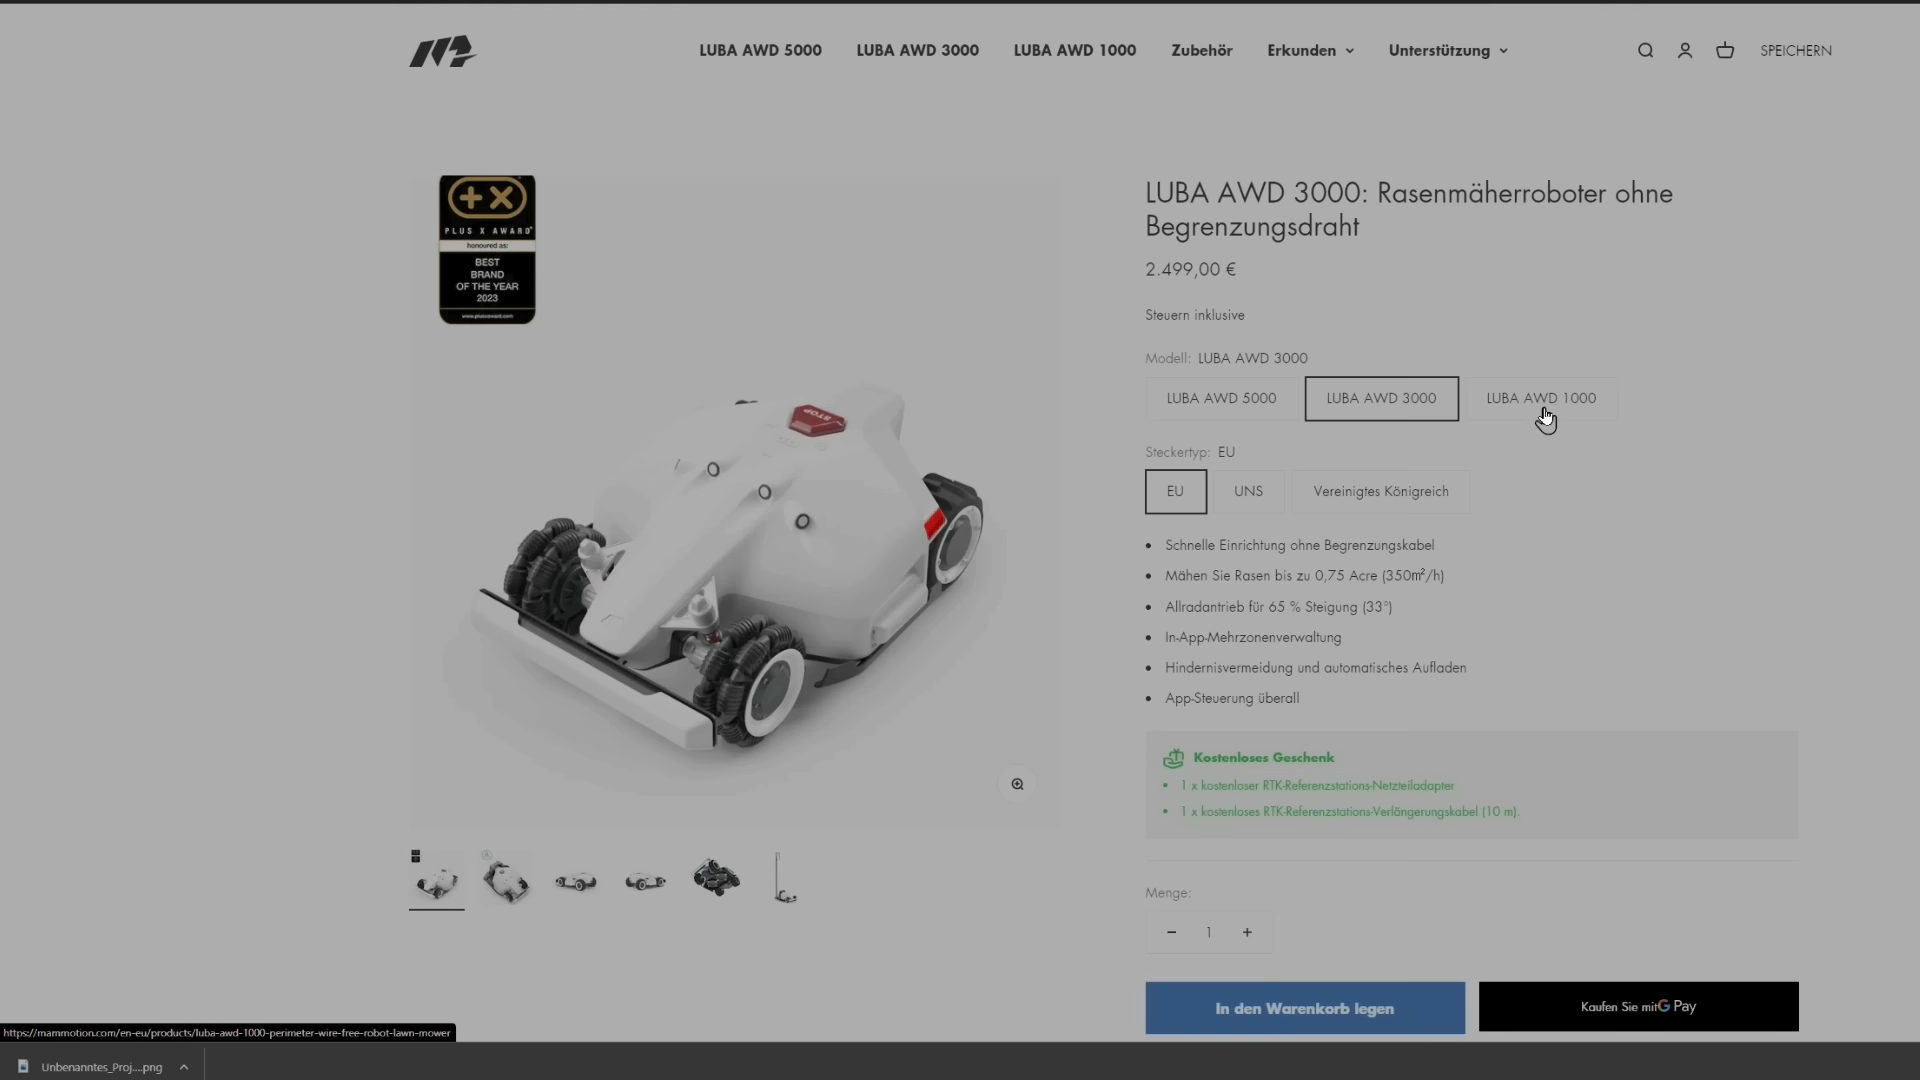 LUBA AWD 5000 LUBA AWD 3000 LUBA AWD 1000 Zubehör Erkunden Unterstützung SPEICHERN
PLUS X AWARD®
honoured as:
BEST
BRAND
OF THE YEAR
2023
www.plusxaward.com
STOP
LUBA AWD 3000: Rasenmäherroboter ohne
Begrenzungsdraht
2.499,00 €
Steuern inklusive
Modell: LUBA AWD 3000
LUBA AWD 5000 LUBA AWD 3000 LUBA AWD 1000
Steckertyp: EU
EU UNS Vereinigtes Königreich
• Schnelle Einrichtung ohne Begrenzungskabel
• Mähen Sie Rasen bis zu 0,75 Acre (350m²/h)
• Allradantrieb für 65 % Steigung (33°)
• In-App-Mehrzonenverwaltung
• Hindernisvermeidung und automatisches Aufladen
• App-Steuerung überall
Kostenloses Geschenk
• 1 x kostenloser RTK-Referenzstations-Netzteiladapter
• 1 x kostenloses RTK-Referenzstations-Verlängerungskabel (10 m).
Menge:
− 1 +
In den Warenkorb legen Kaufen Sie mit G Pay
https://mammotion.com/en-eu/products/luba-awd-1000-perimeter-wire-free-robot-lawn-mower
Unbenanntes_Proj....png